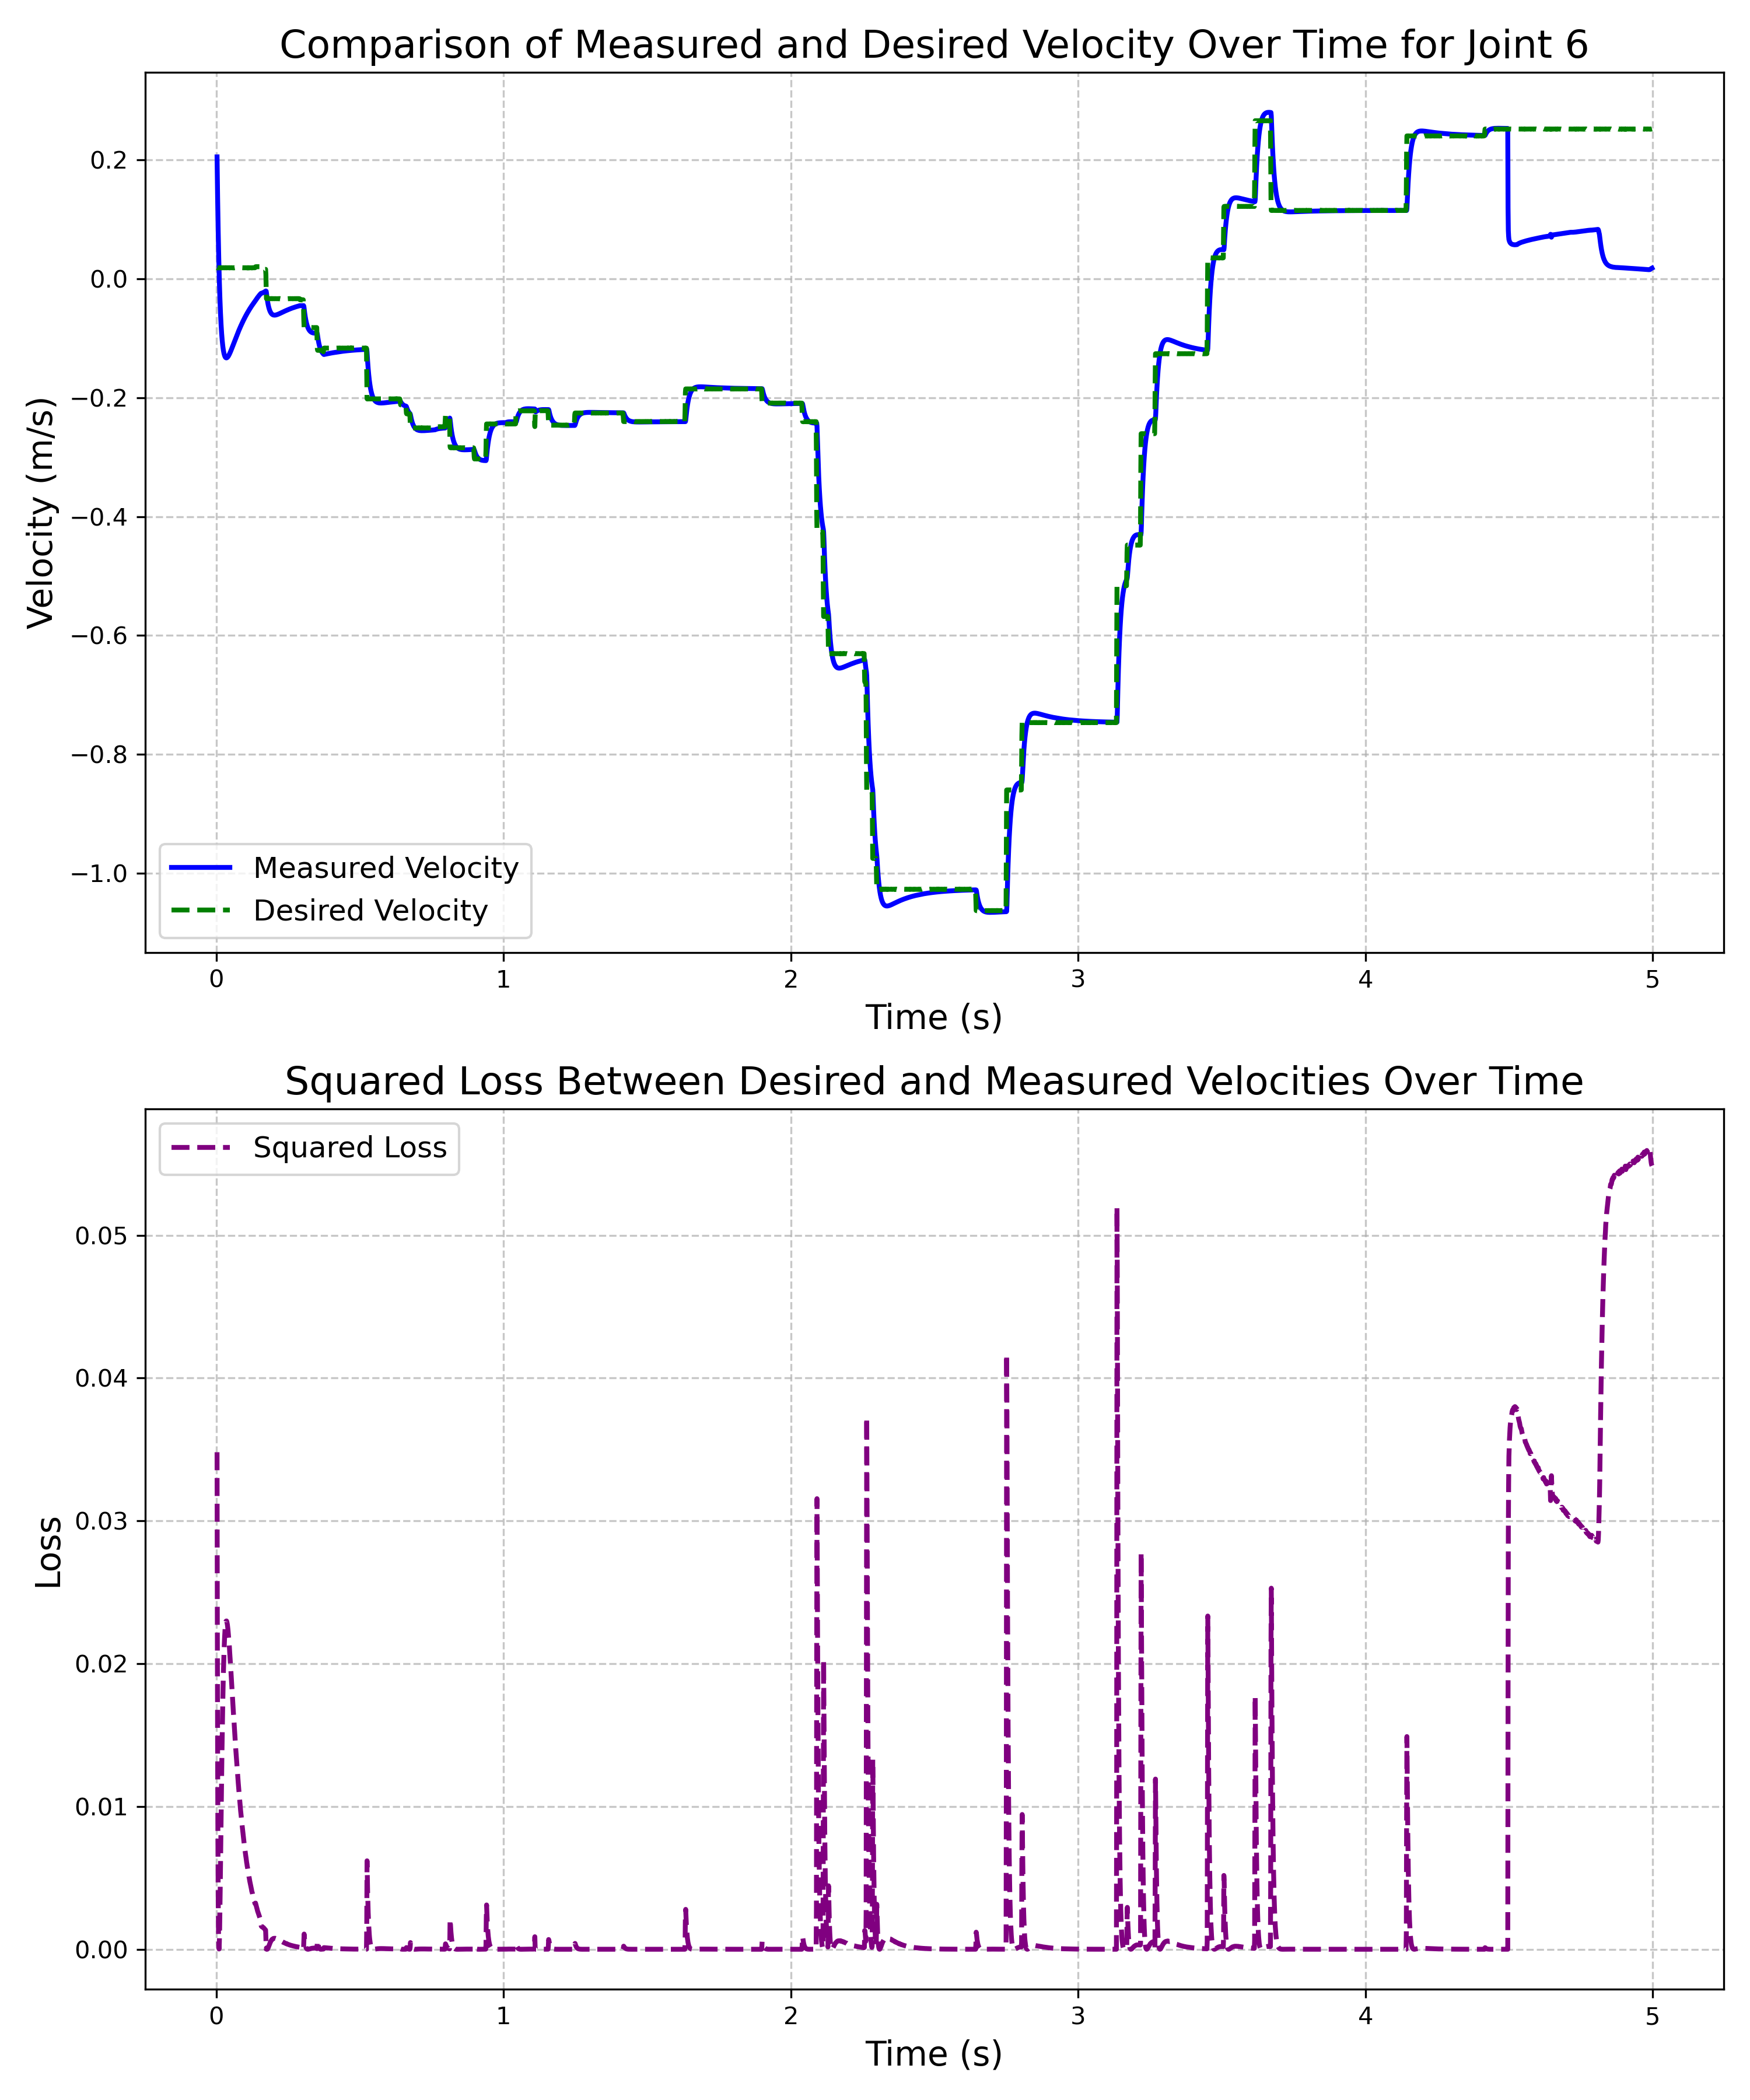 Comparison of Measured and Desired Velocity Over Time for Joint 6
Velocity (m/s)
0.2
0.0
−0.2
−0.4
−0.6
−0.8
−1.0
Measured Velocity
Desired Velocity
0 1 2 3 4 5
Time (s)
Squared Loss Between Desired and Measured Velocities Over Time
Squared Loss
Loss
0.05
0.04
0.03
0.02
0.01
0.00
0 1 2 3 4 5
Time (s)